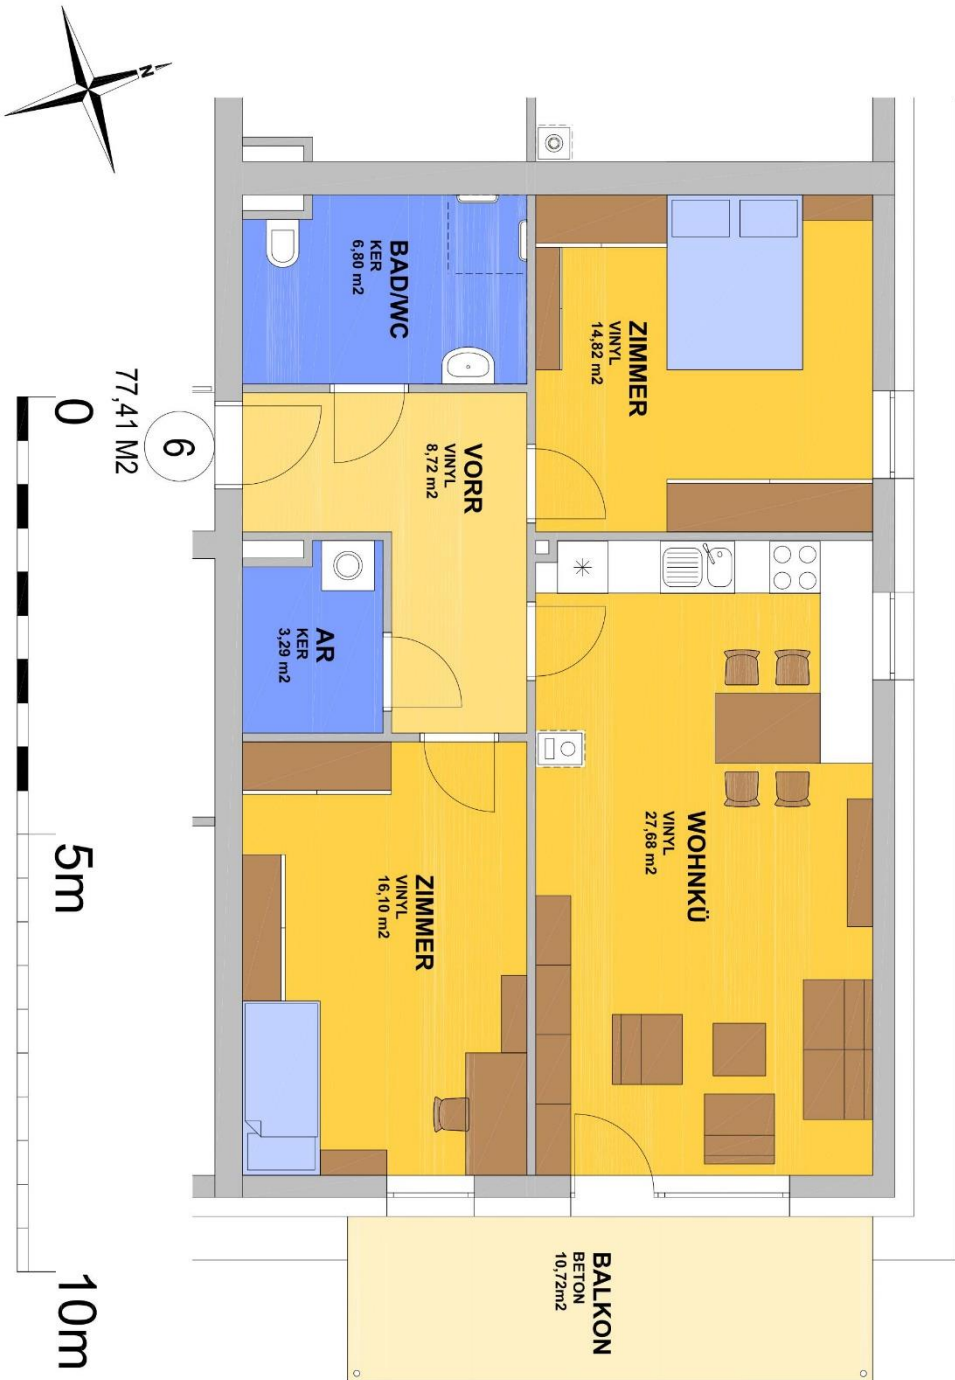 N
BAD/WC
KER
6,80 m2
ZIMMER
VINYL
14,82 m2
77,41 M2
6
VORR
VINYL
8,72 m2
AR
KER
3,29 m2
WOHNKÜ
VINYL
27,68 m2
ZIMMER
VINYL
16,10 m2
BALKON
BETON
10,72m2
0
5m
10m